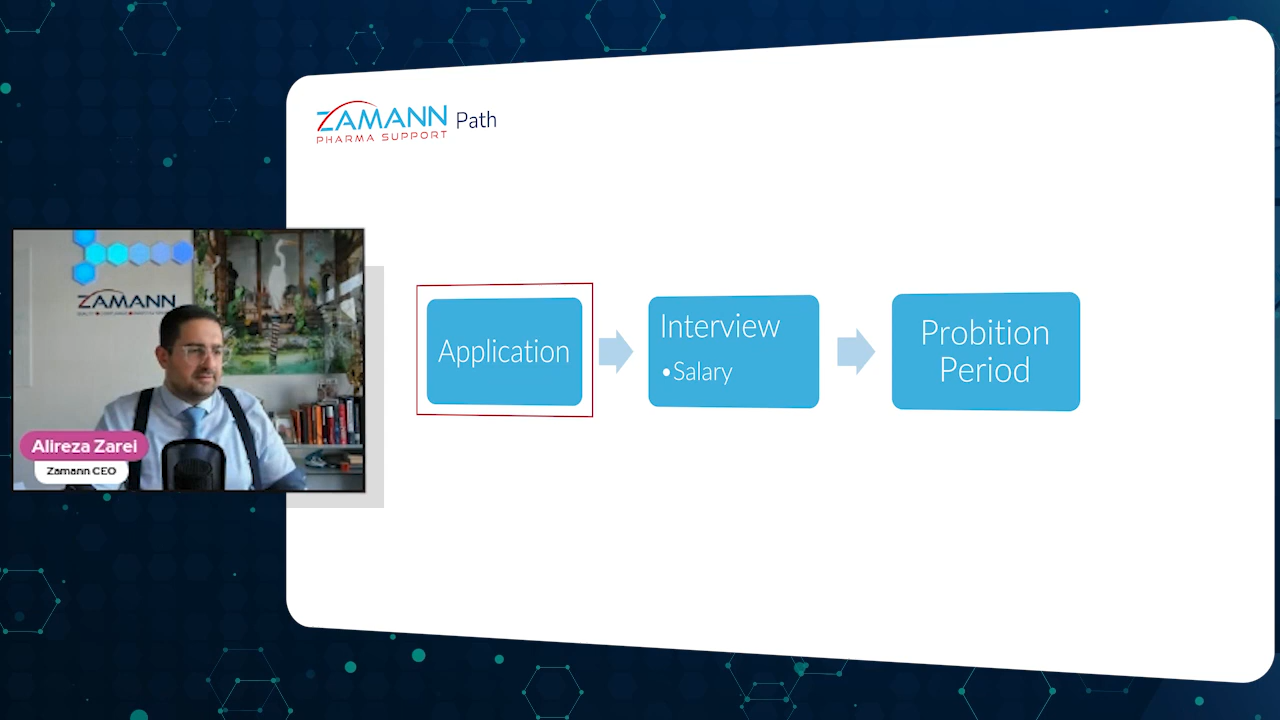 ZAMANN Path
PHARMA SUPPORT
ZAMANN
Alireza Zarei
Zamann CEO
Application
Interview
•Salary
Probition
Period